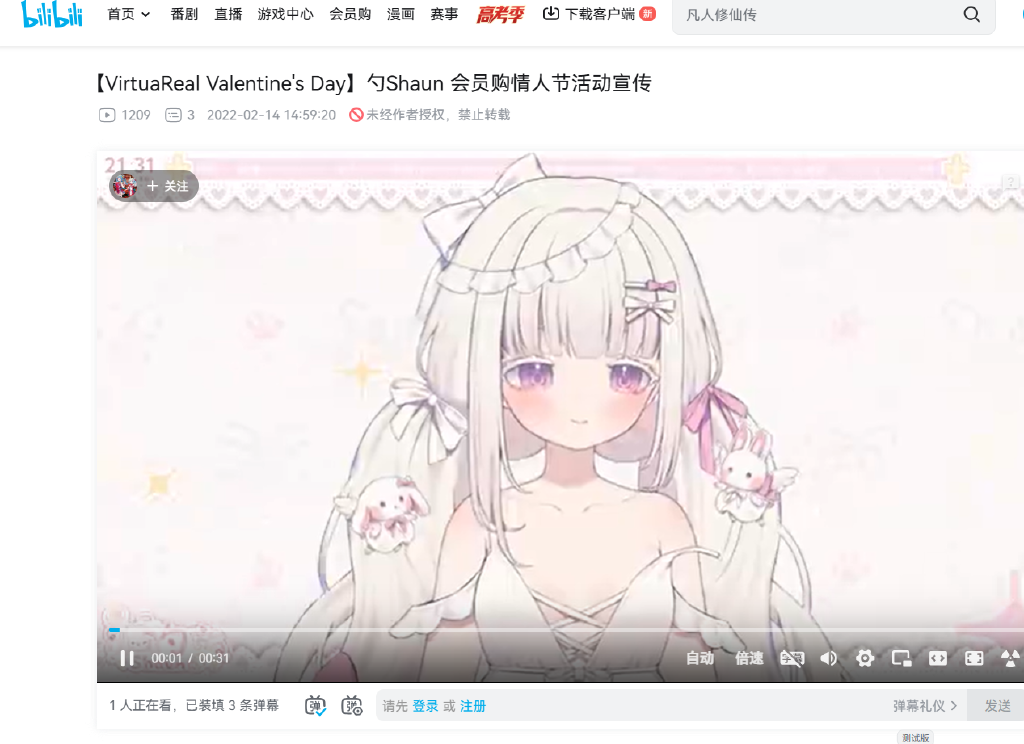 bilibili 首页 番剧 直播 游戏中心 会员购 漫画 赛事 高考季 下载客户端 新 凡人修仙传
【VirtuaReal Valentine's Day】勺Shaun 会员购情人节活动宣传
1209 3 2022-02-14 14:59:20 未经作者授权，禁止转载
21:31
+ 关注
00:01 / 00:31 自动 倍速
1 人正在看，已装填 3 条弹幕 弹 弹 请先 登录 或 注册 弹幕礼仪 > 发送
测试版